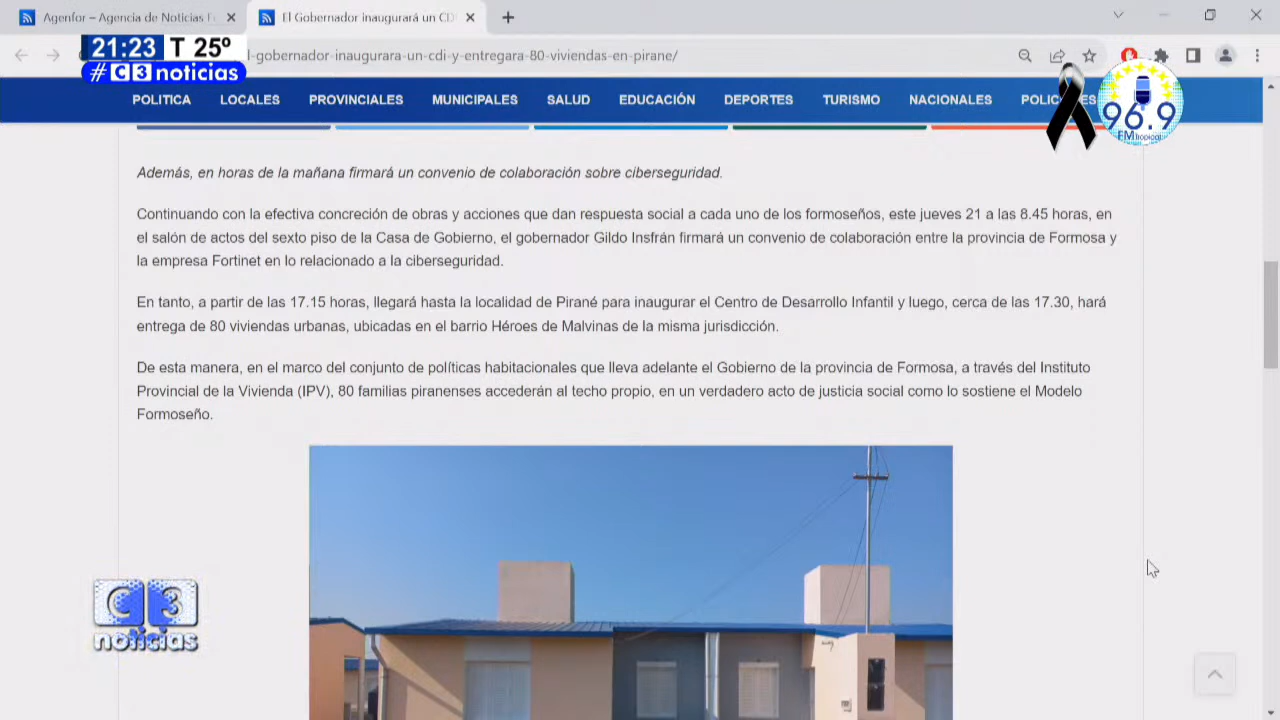 Agenfor – Agencia de Noticias F
El Gobernador inaugurará un CD
21:23 T 25º
l-gobernador-inaugurara-un-cdi-y-entregara-80-viviendas-en-pirane/
#C3noticias
POLITICA LOCALES PROVINCIALES MUNICIPALES SALUD EDUCACIÓN DEPORTES TURISMO NACIONALES
96.9
FM tropical
Además, en horas de la mañana firmará un convenio de colaboración sobre ciberseguridad.
Continuando con la efectiva concreción de obras y acciones que dan respuesta social a cada uno de los formoseños, este jueves 21 a las 8.45 horas, en
el salón de actos del sexto piso de la Casa de Gobierno, el gobernador Gildo Insfrán firmará un convenio de colaboración entre la provincia de Formosa y
la empresa Fortinet en lo relacionado a la ciberseguridad.
En tanto, a partir de las 17.15 horas, llegará hasta la localidad de Pirané para inaugurar el Centro de Desarrollo Infantil y luego, cerca de las 17.30, hará
entrega de 80 viviendas urbanas, ubicadas en el barrio Héroes de Malvinas de la misma jurisdicción.
De esta manera, en el marco del conjunto de políticas habitacionales que lleva adelante el Gobierno de la provincia de Formosa, a través del Instituto
Provincial de la Vivienda (IPV), 80 familias piranenses accederán al techo propio, en un verdadero acto de justicia social como lo sostiene el Modelo
Formoseño.
C3
noticias